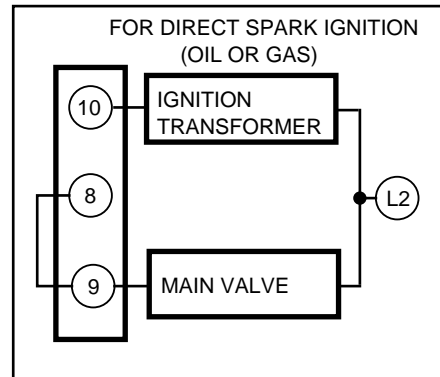 FOR DIRECT SPARK IGNITION
(OIL OR GAS)
10
IGNITION
TRANSFORMER
8
L2
9
MAIN VALVE